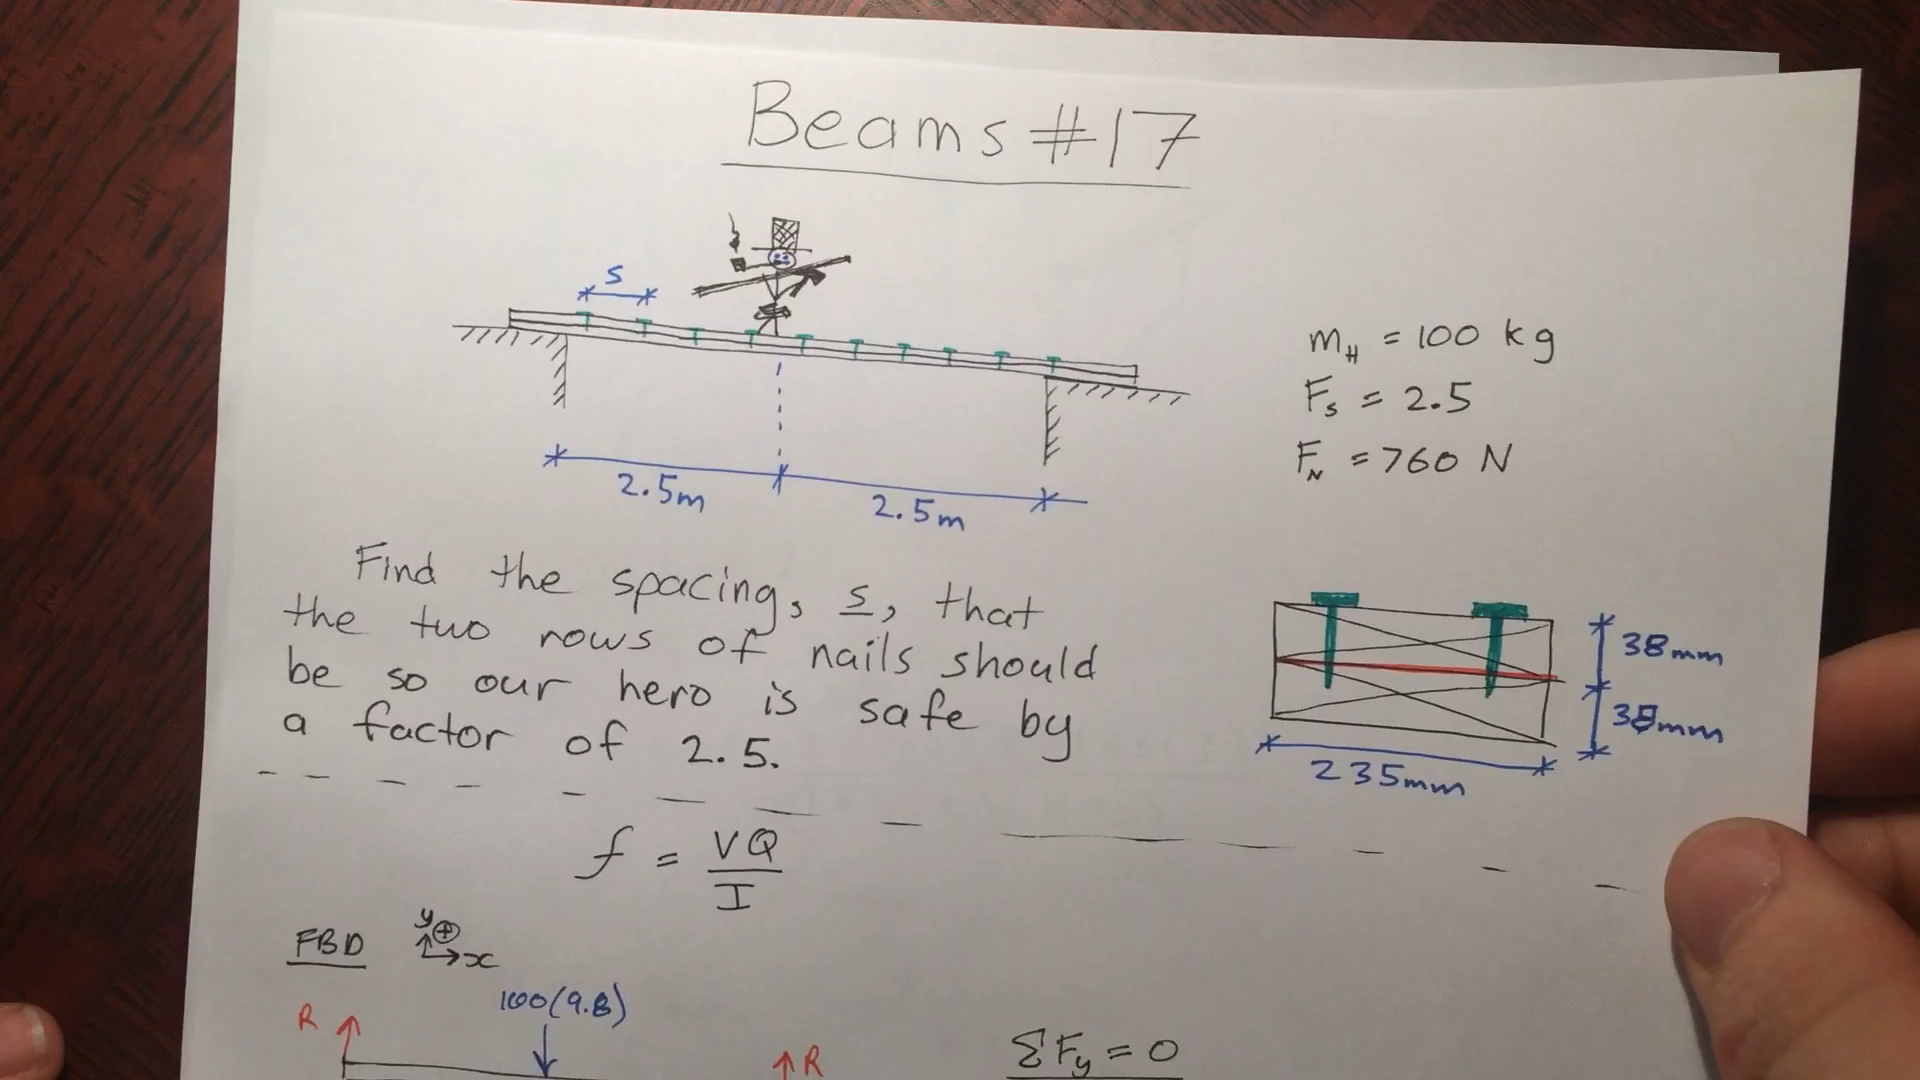 Beams #17
s
m_H = 100 kg
F_s = 2.5
F_N = 760 N
2.5m
2.5m
Find the spacing, s, that
the two rows of nails should
be so our hero is safe by
a factor of 2.5.
38mm
38mm
235mm
f = VQ / I
FBD
y
x
100(9.8)
R
R
ΣFy = 0